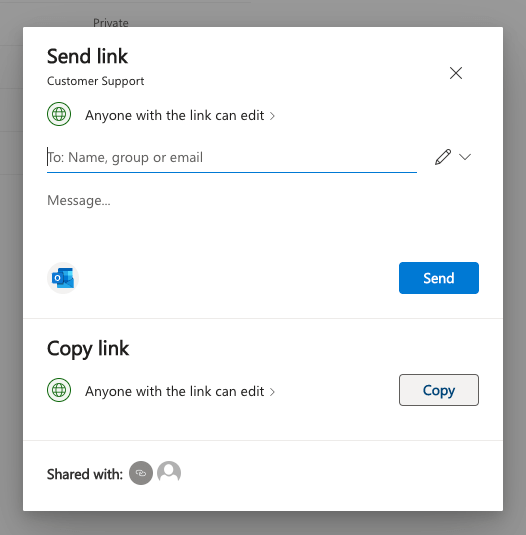 Private
Send link
Customer Support
Anyone with the link can edit >
To: Name, group or email
Message...
Send
Copy link
Anyone with the link can edit >
Copy
Shared with: